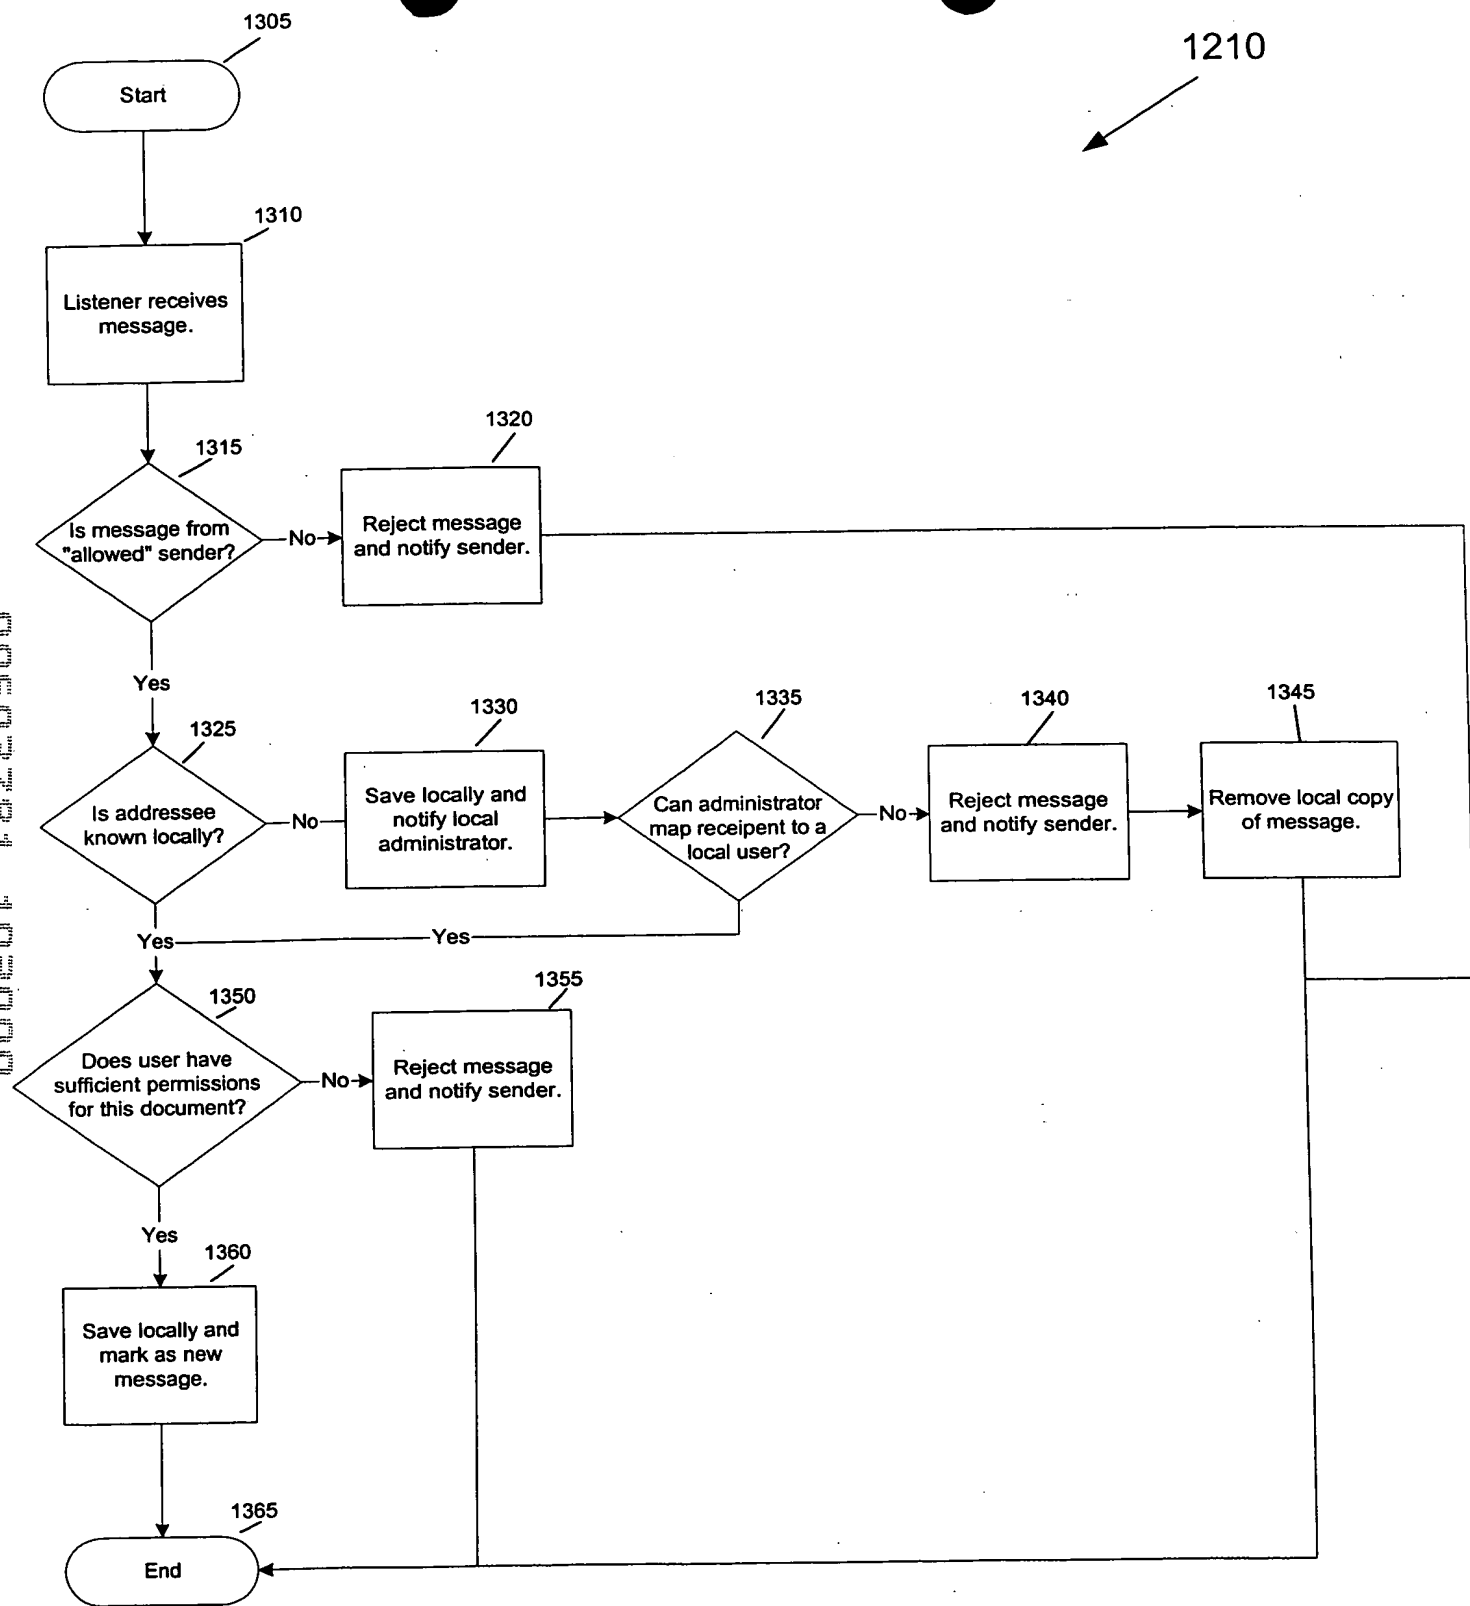 1305
1210
Start
1310
Listener receives
message.
1320
1315
Is message from
"allowed" sender?
No
Reject message
and notify sender.
Yes
1325
1330
1335
1340
1345
Is addressee
known locally?
No
Save locally and
notify local
administrator.
Can administrator
map receipent to a
local user?
No
Reject message
and notify sender.
Remove local copy
of message.
Yes
Yes
1350
1355
Does user have
sufficient permissions
for this document?
No
Reject message
and notify sender.
Yes
1360
Save locally and
mark as new
message.
1365
End